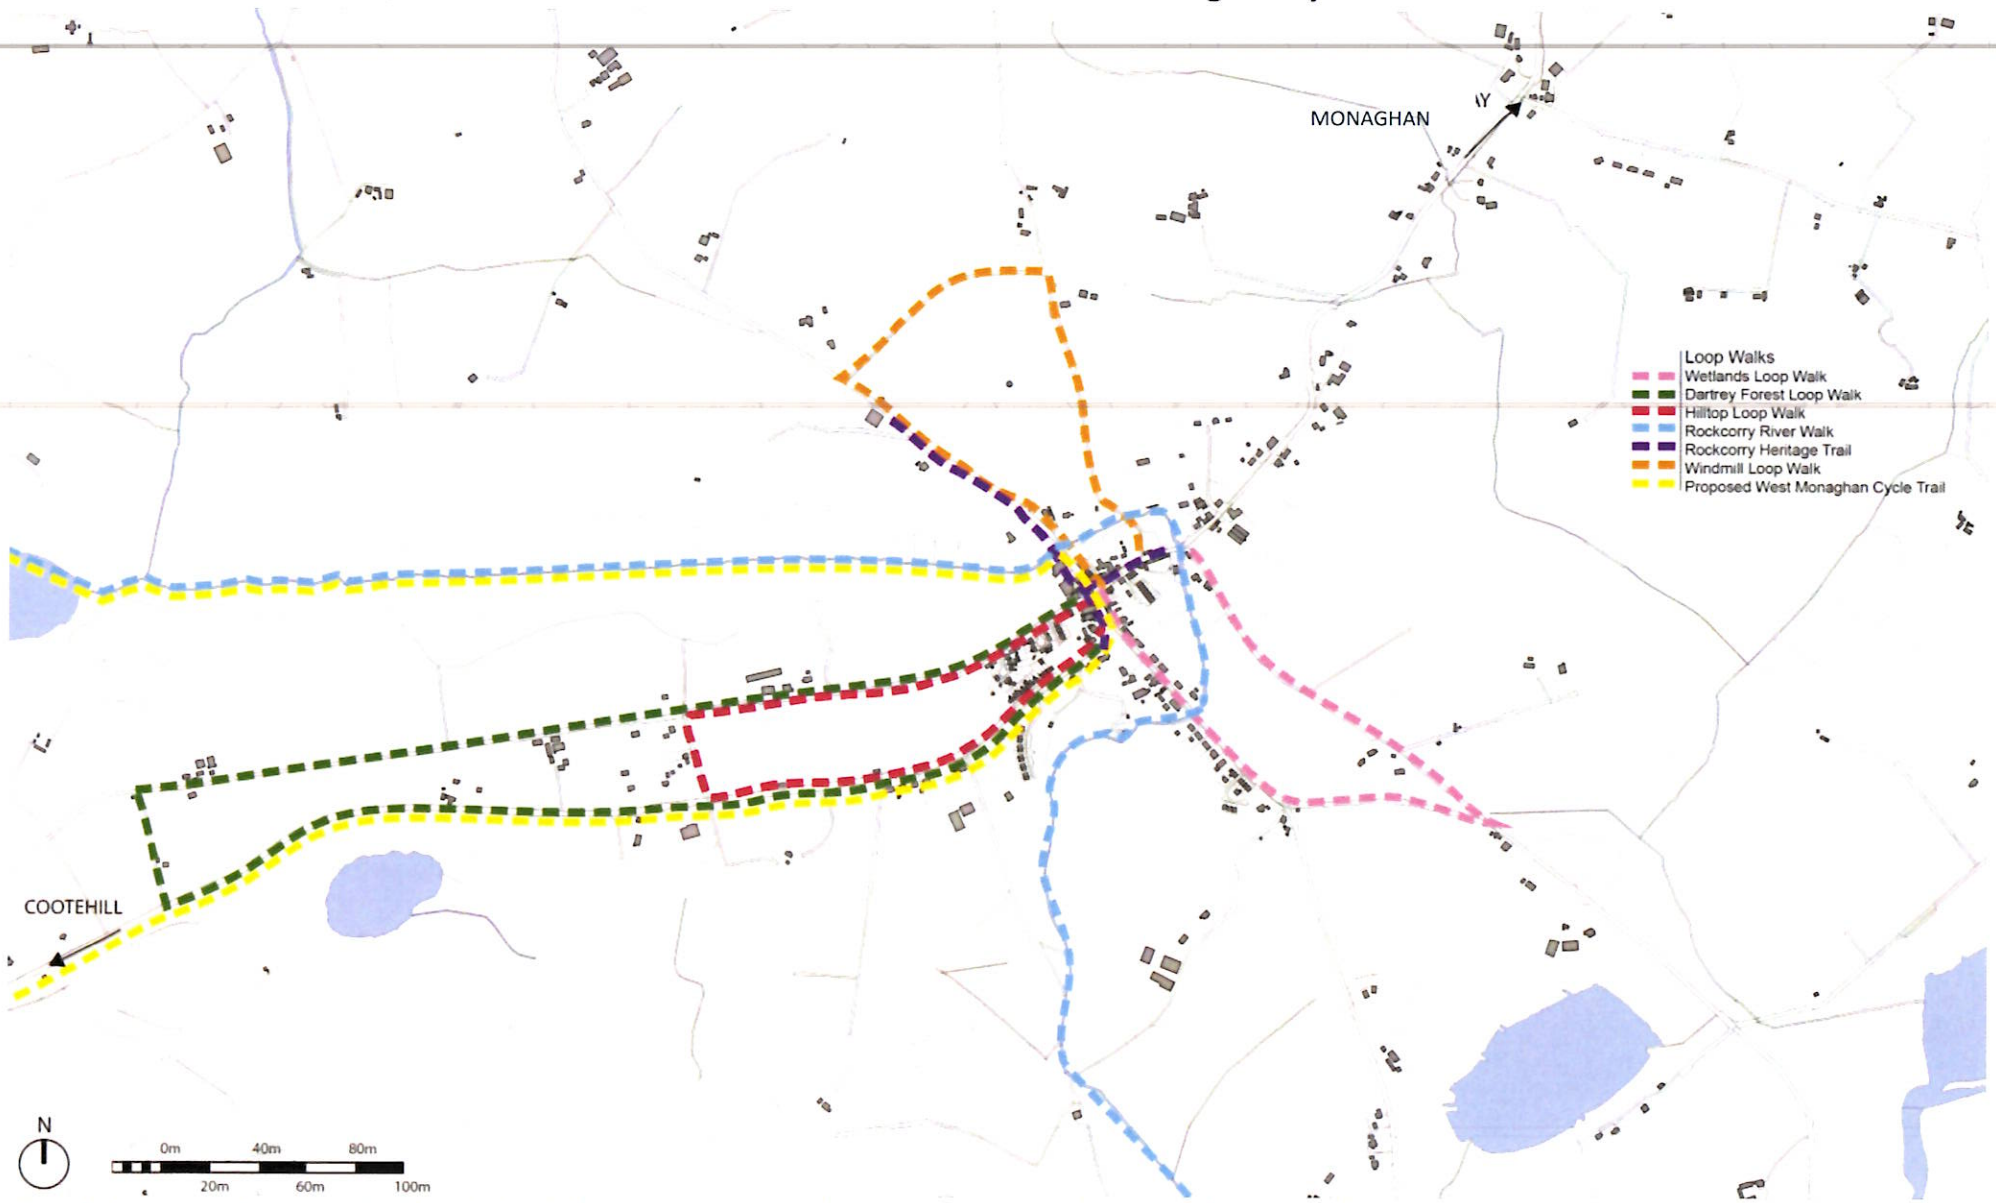 MONAGHAN
AY
Loop Walks
Wetlands Loop Walk
Dartrey Forest Loop Walk
Hilltop Loop Walk
Rockcorry River Walk
Rockcorry Heritage Trail
Windmill Loop Walk
Proposed West Monaghan Cycle Trail
COOTEHILL
N
0m 40m 80m
20m 60m 100m